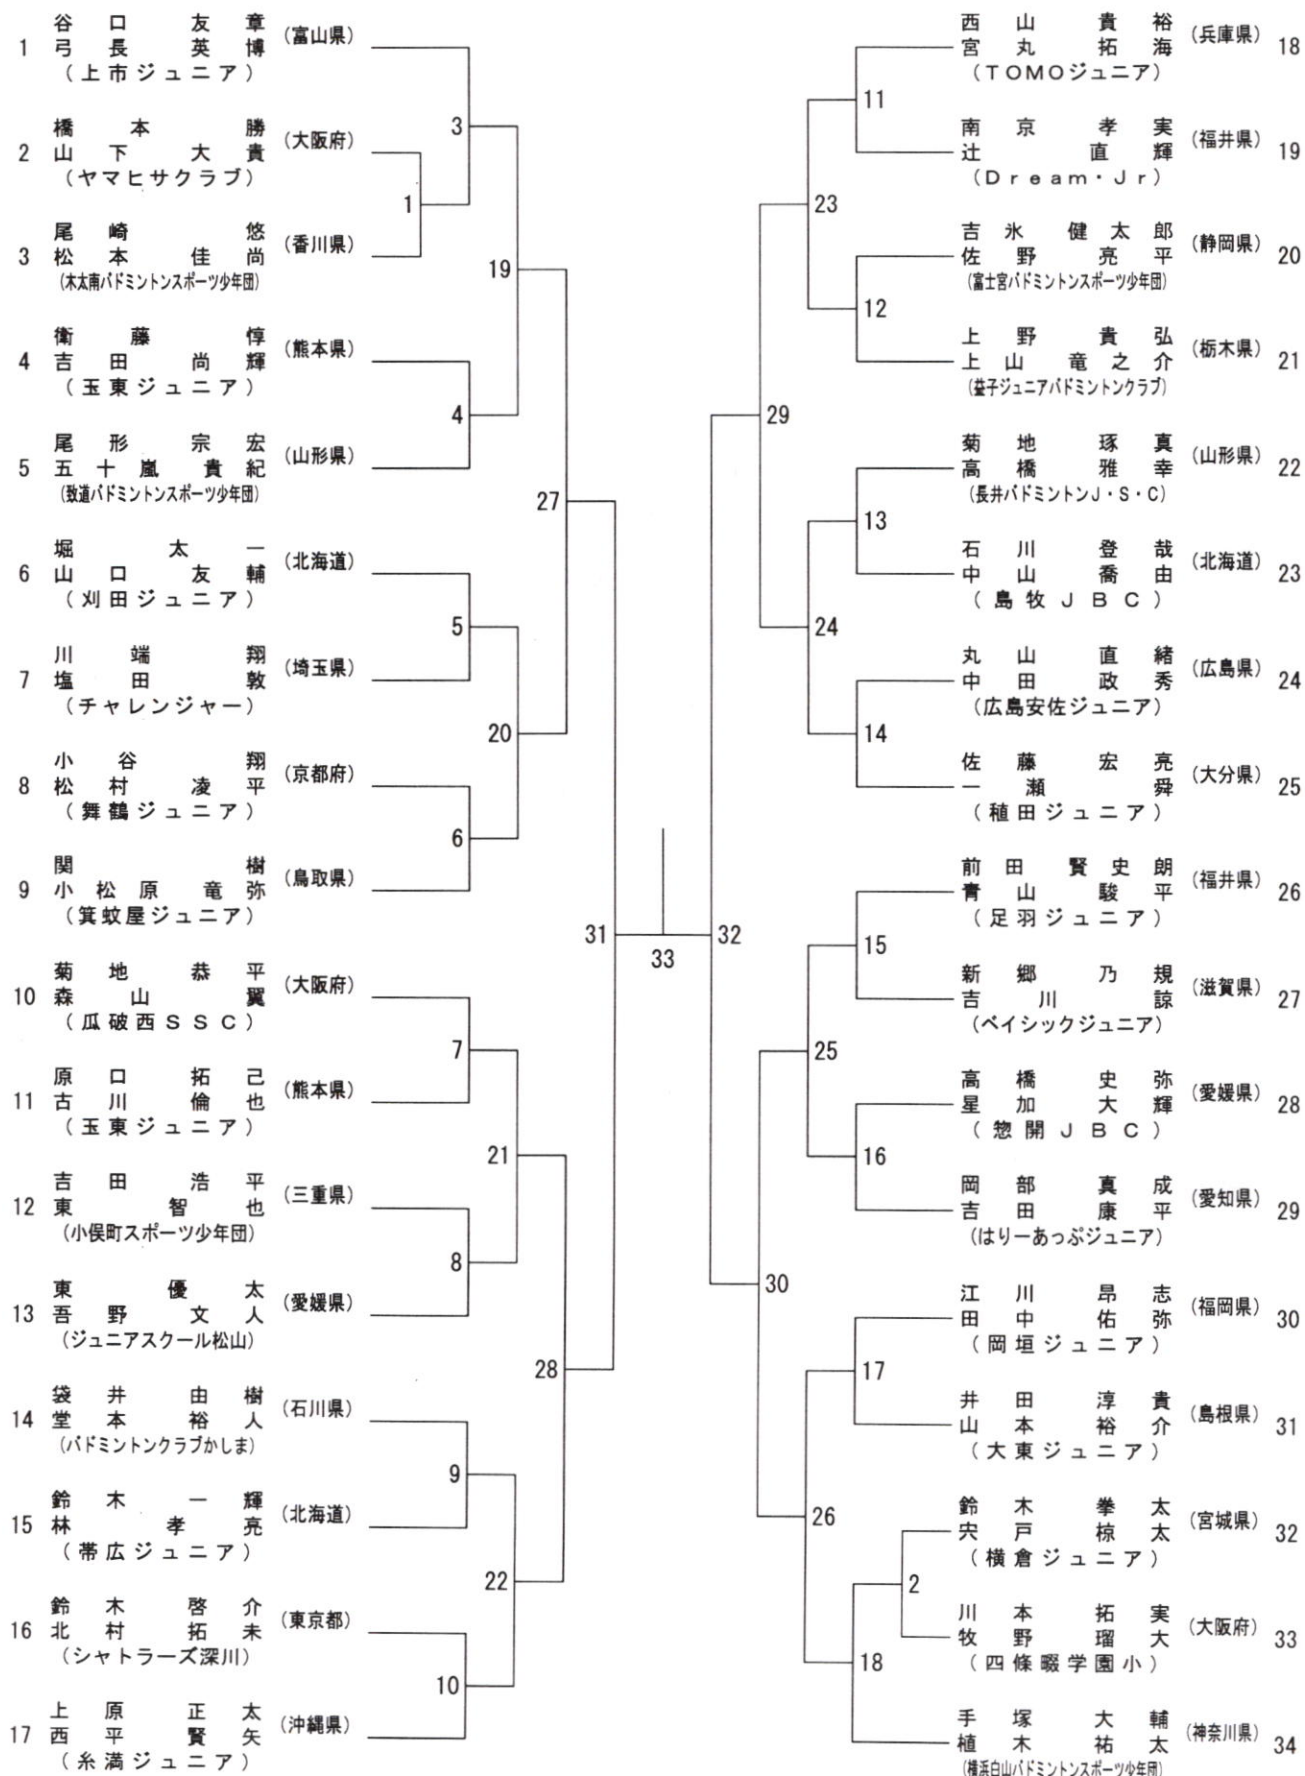 谷口友章
1 弓長英博 (富山県)
(上市ジュニア)
橋本勝
2 山下大貴 (大阪府)
(ヤマヒサクラブ)
尾崎悠
3 松本佳尚 (香川県)
(木太南バドミントンスポーツ少年団)
衛藤惇
4 吉田尚輝 (熊本県)
(玉東ジュニア)
尾形宗宏
5 五十嵐貴紀 (山形県)
(致道バドミントンスポーツ少年団)
堀太一
6 山口友輔 (北海道)
(刈田ジュニア)
川端翔
7 塩田敦 (埼玉県)
(チャレンジャー)
小谷翔
8 松村凌平 (京都府)
(舞鶴ジュニア)
関樹
9 小松原竜弥 (鳥取県)
(箕蚊屋ジュニア)
菊地恭平
10 森山翼 (大阪府)
(瓜破西SSC)
原口拓己
11 古川倫也 (熊本県)
(玉東ジュニア)
吉田浩平
12 東智也 (三重県)
(小俣町スポーツ少年団)
東優太
13 吾野文人 (愛媛県)
(ジュニアスクール松山)
袋井由樹
14 堂本裕人 (石川県)
(バドミントンクラブかしま)
鈴木一輝
15 林孝亮 (北海道)
(帯広ジュニア)
鈴木啓介
16 北村拓未 (東京都)
(シャトラーズ深川)
上原正太
17 西平賢矢 (沖縄県)
(糸満ジュニア)
1
3
4
5
6
7
8
9
10
19
20
21
22
27
28
31
33
32
29
30
23
24
25
26
11
12
13
14
15
16
17
18
2
西山貴裕
宮丸拓海 (兵庫県) 18
(TOMOジュニア)
南京孝実
辻直輝 (福井県) 19
(Dream・Jr)
吉氷健太郎
佐野亮平 (静岡県) 20
(富士宮バドミントンスポーツ少年団)
上野貴弘
上山竜之介 (栃木県) 21
(益子ジュニアバドミントンクラブ)
菊地琢真
高橋雅幸 (山形県) 22
(長井バドミントンJ・S・C)
石川登哉
中山喬由 (北海道) 23
(島牧JBC)
丸山直緒
中田政秀 (広島県) 24
(広島安佐ジュニア)
佐藤宏亮
一瀬舜 (大分県) 25
(稙田ジュニア)
前田賢史朗
青山駿平 (福井県) 26
(足羽ジュニア)
新郷乃規
吉川諒 (滋賀県) 27
(ベイシックジュニア)
高橋史弥
星加大輝 (愛媛県) 28
(惣開JBC)
岡部真成
吉田康平 (愛知県) 29
(はりーあっぷジュニア)
江川昂志
田中佑弥 (福岡県) 30
(岡垣ジュニア)
井田淳貴
山本裕介 (島根県) 31
(大東ジュニア)
鈴木拳太
宍戸椋太 (宮城県) 32
(横倉ジュニア)
川本拓実
牧野瑠大 (大阪府) 33
(四條畷学園小)
手塚大輔
植木祐太 (神奈川県) 34
(横浜白山バドミントンスポーツ少年団)